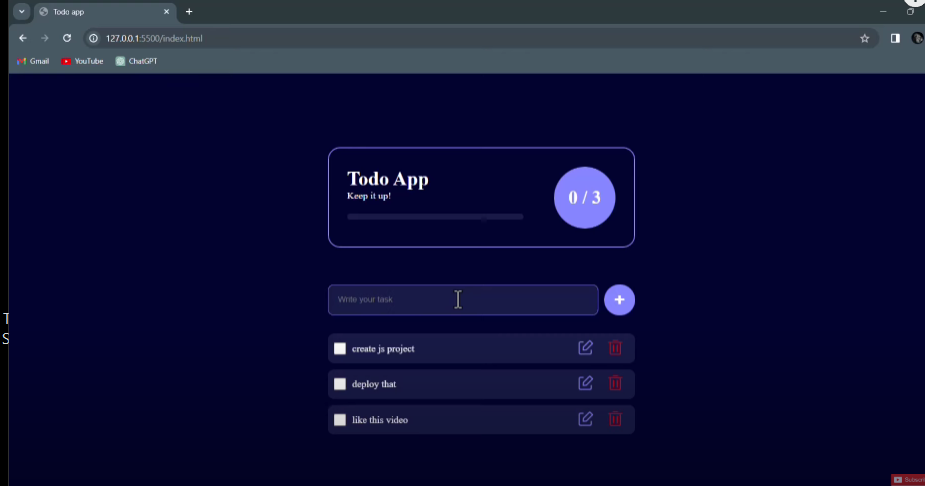 Todo app
127.0.0.1:5500/index.html
Gmail YouTube ChatGPT
Todo App
Keep it up!
0 / 3
Write your task
+
create js project
deploy that
like this video
T
S